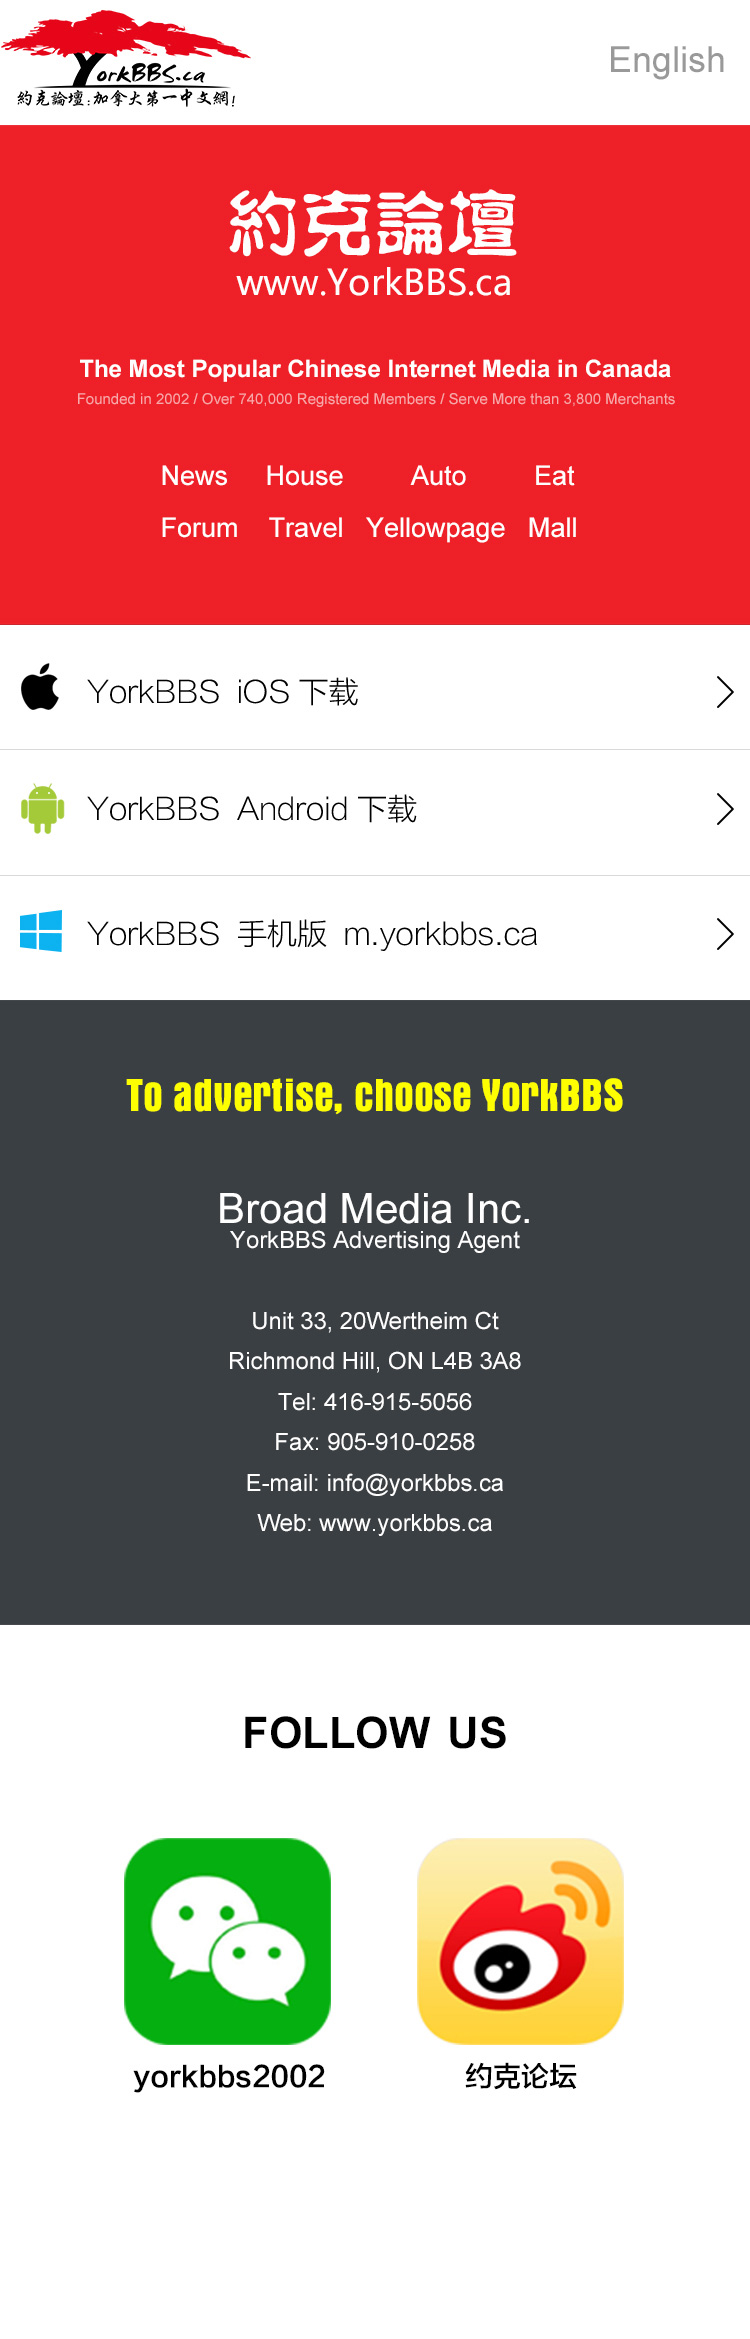 YorkBBS.ca
約克論壇:加拿大第一中文網!
English
約克論壇
www.YorkBBS.ca
The Most Popular Chinese Internet Media in Canada
Founded in 2002 / Over 740,000 Registered Members / Serve More than 3,800 Merchants
News House Auto Eat
Forum Travel Yellowpage Mall
YorkBBS iOS 下载
YorkBBS Android 下载
YorkBBS 手机版 m.yorkbbs.ca
To advertise, choose YorkBBS
Broad Media Inc.
YorkBBS Advertising Agent
Unit 33, 20Wertheim Ct
Richmond Hill, ON L4B 3A8
Tel: 416-915-5056
Fax: 905-910-0258
E-mail: info@yorkbbs.ca
Web: www.yorkbbs.ca
FOLLOW US
yorkbbs2002
约克论坛